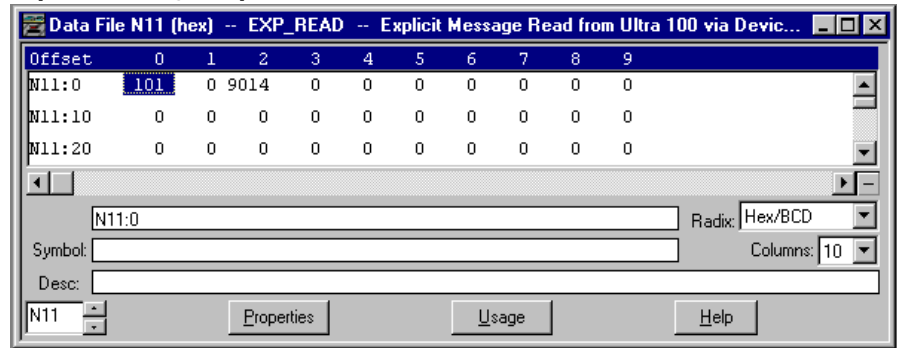 Data File N11 (hex) -- EXP_READ -- Explicit Message Read from Ultra 100 via Devic...
Offset 0 1 2 3 4 5 6 7 8 9
N11:0 101 0 9014 0 0 0 0 0 0 0
N11:10 0 0 0 0 0 0 0 0 0 0
N11:20 0 0 0 0 0 0 0 0 0 0
N11:0 Radix: Hex/BCD
Symbol: Columns: 10
Desc:
N11 Properties Usage Help